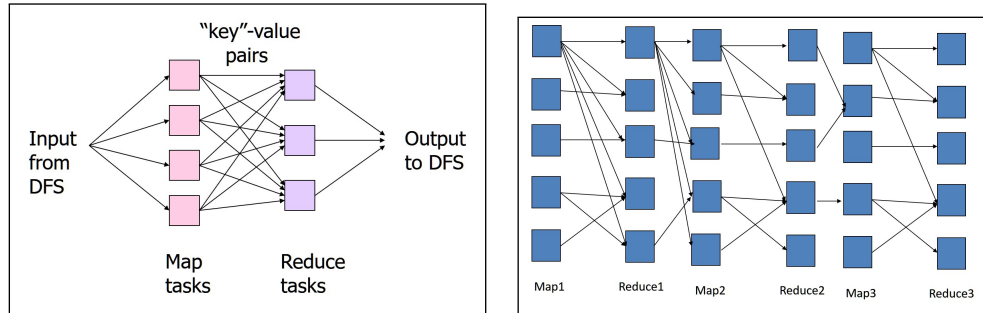 “key”-value
pairs
Input
from
DFS
Output
to DFS
Map
tasks
Reduce
tasks
Map1
Reduce1
Map2
Reduce2
Map3
Reduce3